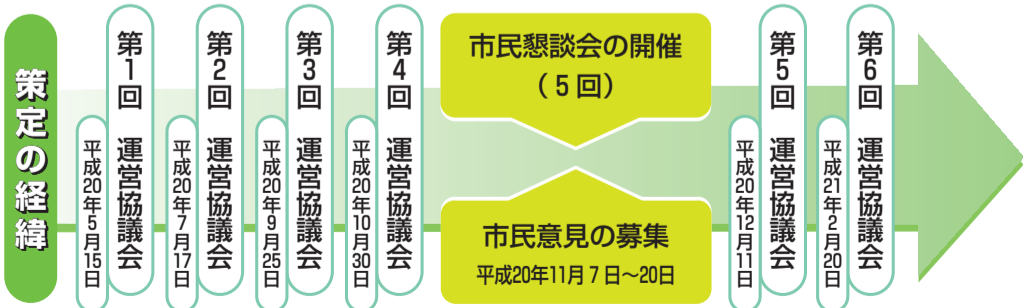 策定の経緯
第1回 運営協議会
平成20年5月15日
第2回 運営協議会
平成20年7月17日
第3回 運営協議会
平成20年9月25日
第4回 運営協議会
平成20年10月30日
市民懇談会の開催
（5回）
市民意見の募集
平成20年11月7日～20日
第5回 運営協議会
平成20年12月11日
第6回 運営協議会
平成21年2月20日